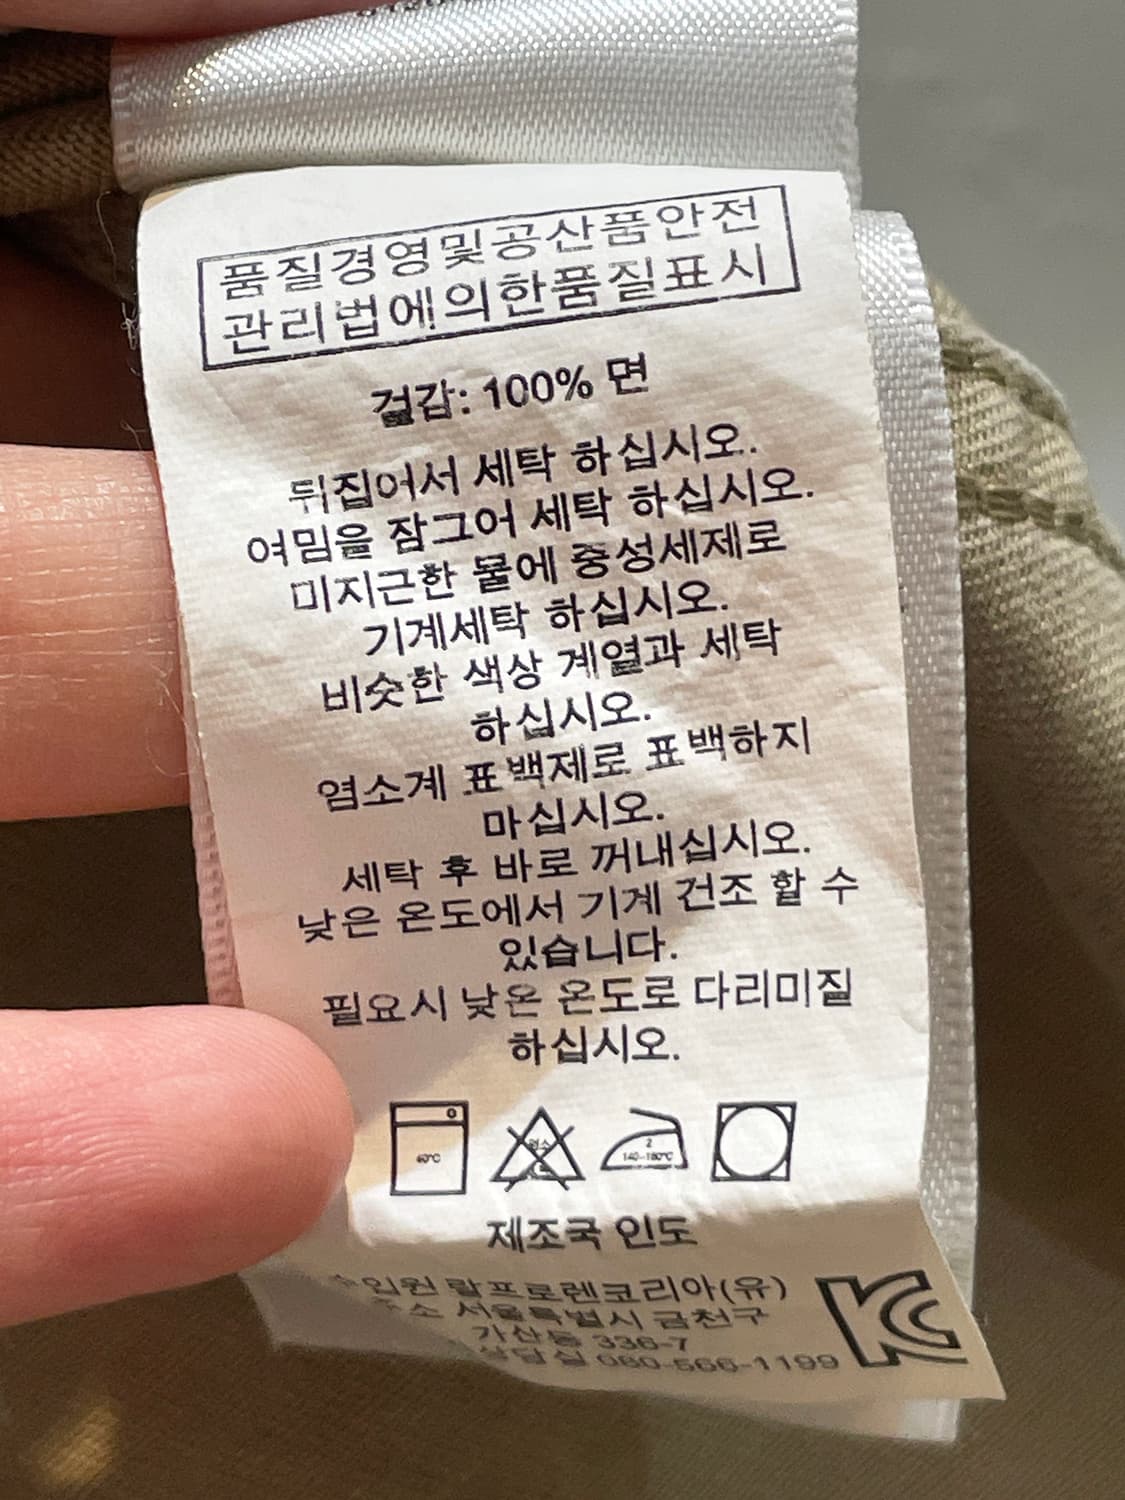 품질경영및공산품안전
관리법에의한품질표시
겉감: 100% 면
뒤집어서 세탁 하십시오..
여밈을 잠그어 세탁 하십시오.
미지근한 물에 중성세제로
기계세탁 하십시오.
비슷한 색상 계열과 세탁
하십시오.
염소계 표백제로 표백하지
마십시오.
세탁 후 바로 꺼내십시오.
낮은 온도에서 기계 건조 할 수
있습니다.
필요시 낮은 온도로 다리미질
하십시오.
40°C
염소
2
140~160°C
제조국 인도
수입원 랄프로렌코리아(유)
주소 서울특별시 금천구
가산동 336-7
상담실 080-566-1199
KC